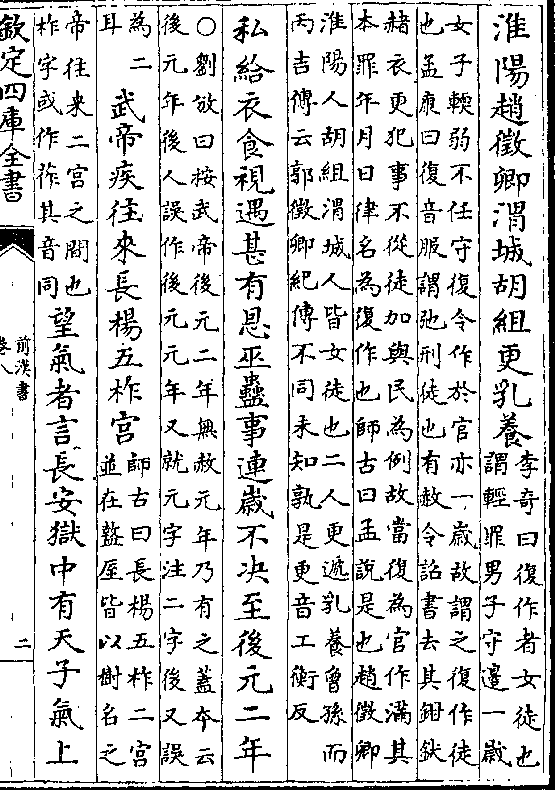 淮陽趙徵卿渭城胡組更乳養李奇曰復作者女徒也
謂輕罪男子守邊一歲
女子輭弱不任守復令作於官亦一歲故謂之復作徒
也孟康曰復音服謂弛刑徒也有赦令詔書去其鉗釱
赭衣更犯事不從徒加與民為例故當復為官作滿其
本罪年月日律名為復作也師古曰孟說是也趙徵卿
淮陽人胡組渭城人皆女徒也二人更遞乳養曾孫而
丙吉傳云郭徵卿紀傳不同未知孰是更音工衡反
私給衣食視遇甚有恩巫蠱事連歲不決至後元二年
○劉攽曰按武帝後元二年無赦元年乃有之蓋本云
後元年後人誤作後元元年又就元字注二字後又誤
為二
耳
武帝疾往來長楊五柞宮師古曰長楊五柞二宮
並在盩厔皆以樹名之
帝往来二宮之間也
柞字或作莋其音同
望氣者言長安獄中有天子氣上
欽定四庫全書
前漢書
卷八
二